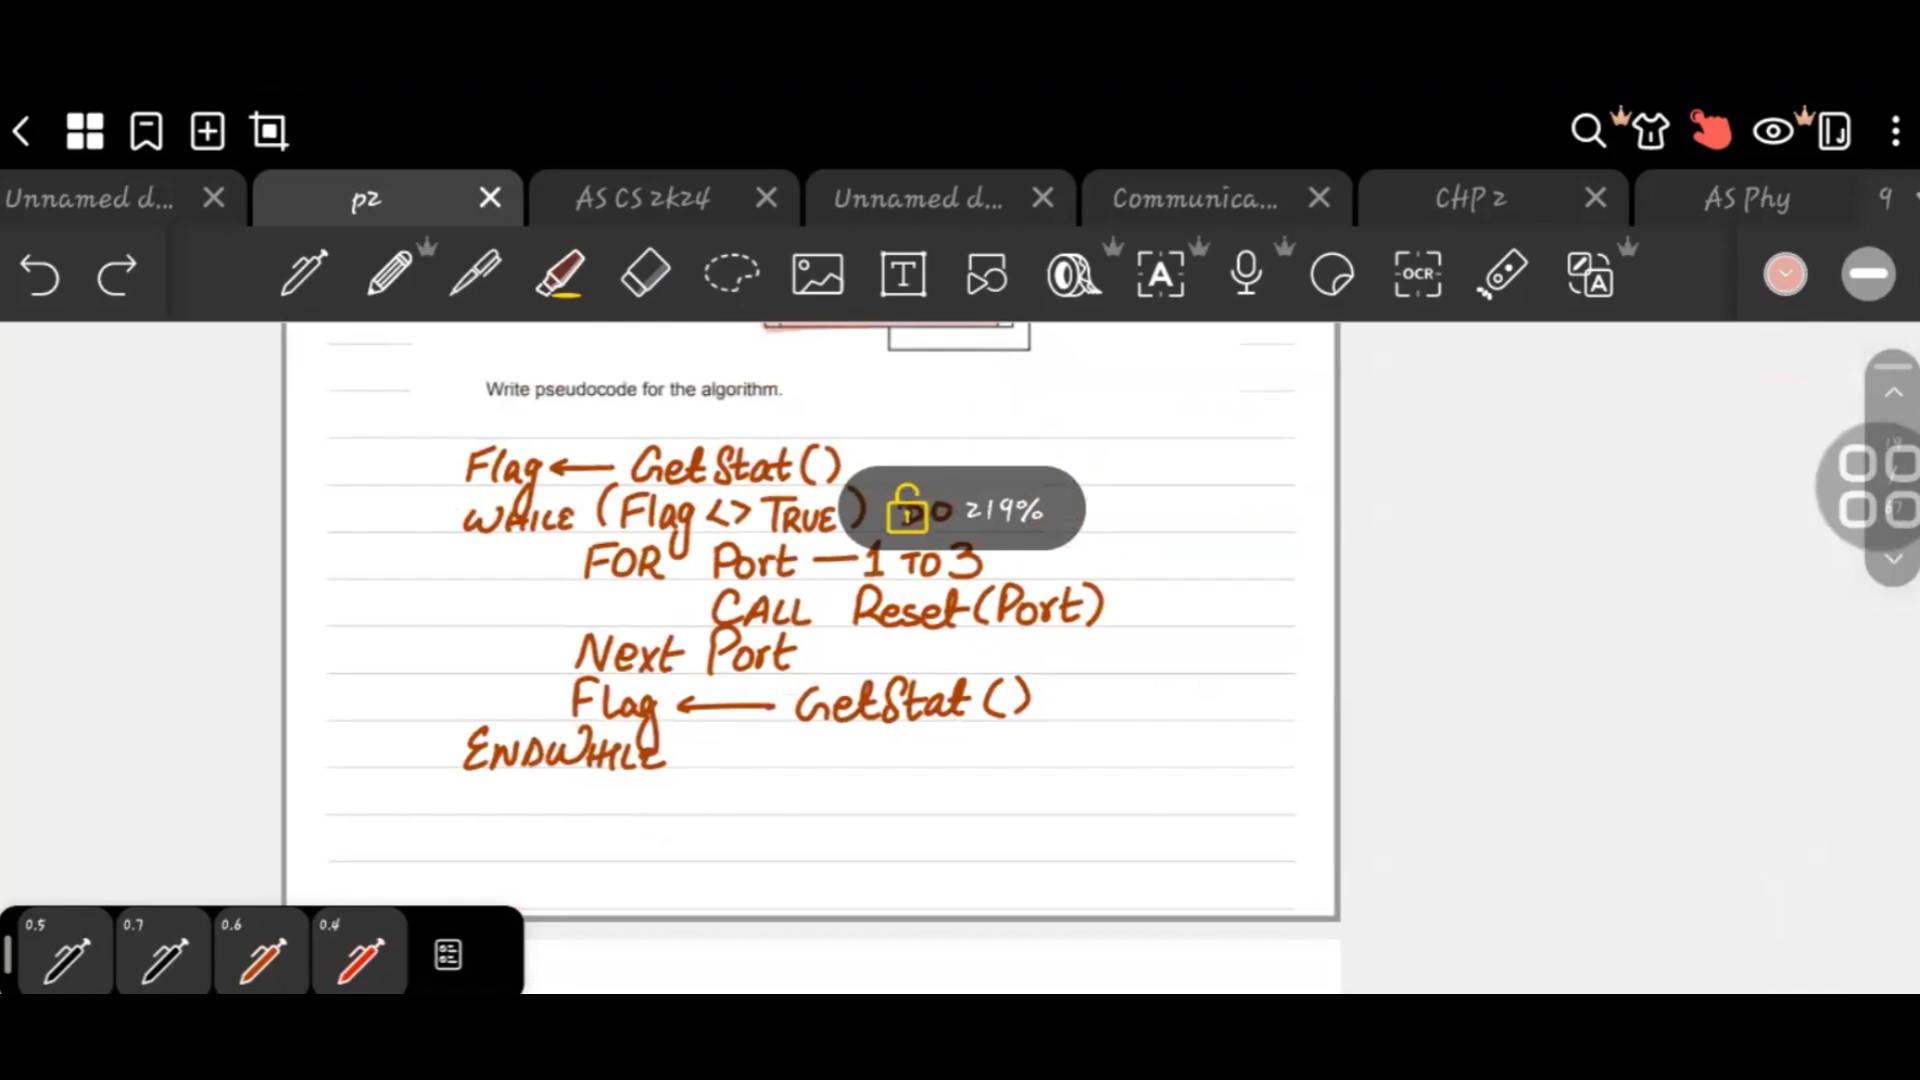 Unnamed d...
p2
AS CS 2k24
Unnamed d...
Communica...
CHP 2
AS Phy
9
OCR
Write pseudocode for the algorithm.
Flag ← GetStat()
WHILE (Flag <> TRUE) DO
219%
FOR Port — 1 TO 3
CALL Reset(Port)
Next Port
Flag ← GetStat()
ENDWHILE
0.5
0.7
0.6
0.4